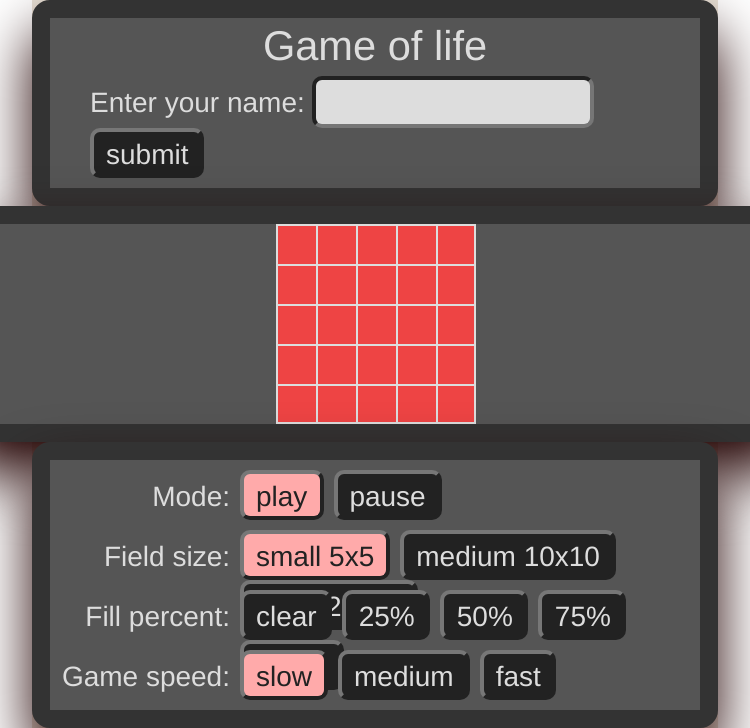 Game of life
Enter your name:
submit
Mode: play pause
Field size: small 5x5 medium 10x10
Fill percent: clear 25% 50% 75%
Game speed: slow medium fast